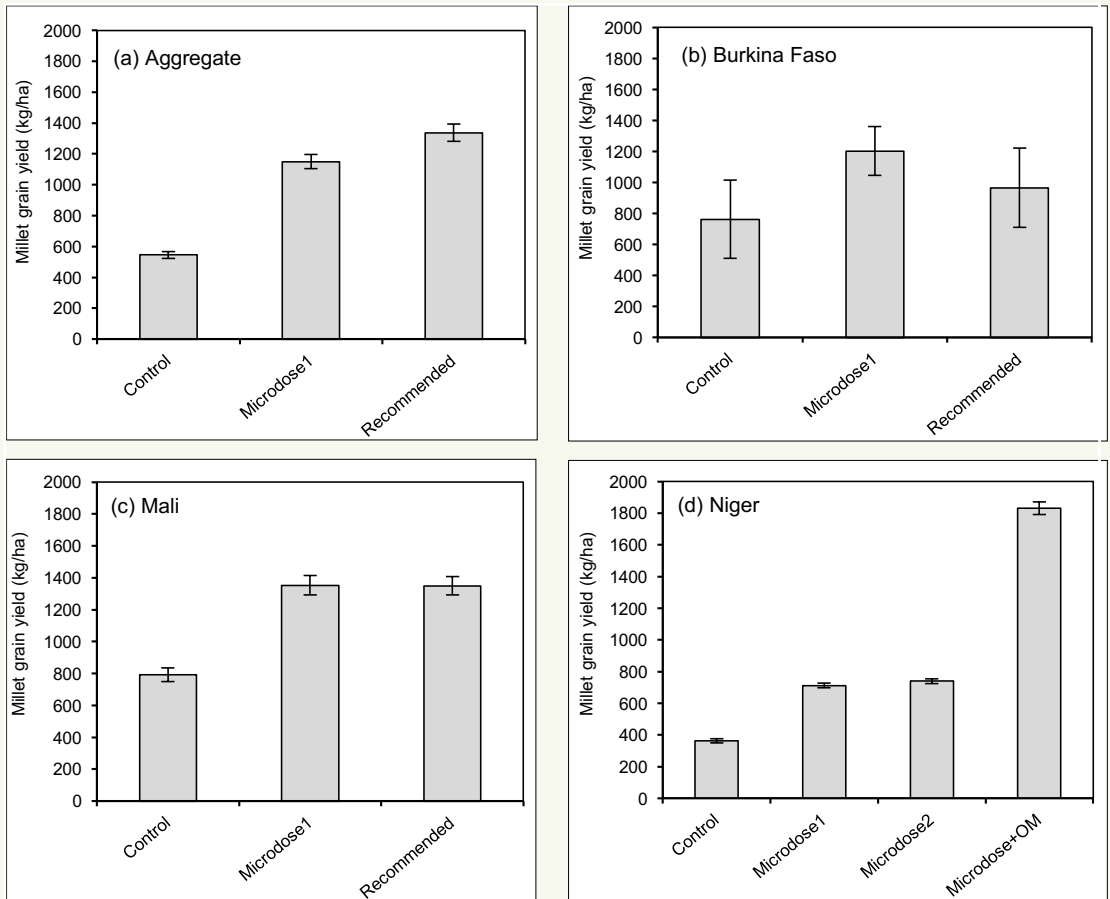 (a) Aggregate
Millet grain yield (kg/ha)
2000
1800
1600
1400
1200
1000
800
600
400
200
0
Control
Microdose1
Recommended
(b) Burkina Faso
Millet grain yield (kg/ha)
2000
1800
1600
1400
1200
1000
800
600
400
200
0
Control
Microdose1
Recommended
(c) Mali
Millet grain yield (kg/ha)
2000
1800
1600
1400
1200
1000
800
600
400
200
0
Control
Microdose1
Recommended
(d) Niger
Millet grain yield (kg/ha)
2000
1800
1600
1400
1200
1000
800
600
400
200
0
Control
Microdose1
Microdose2
Microdose+OM